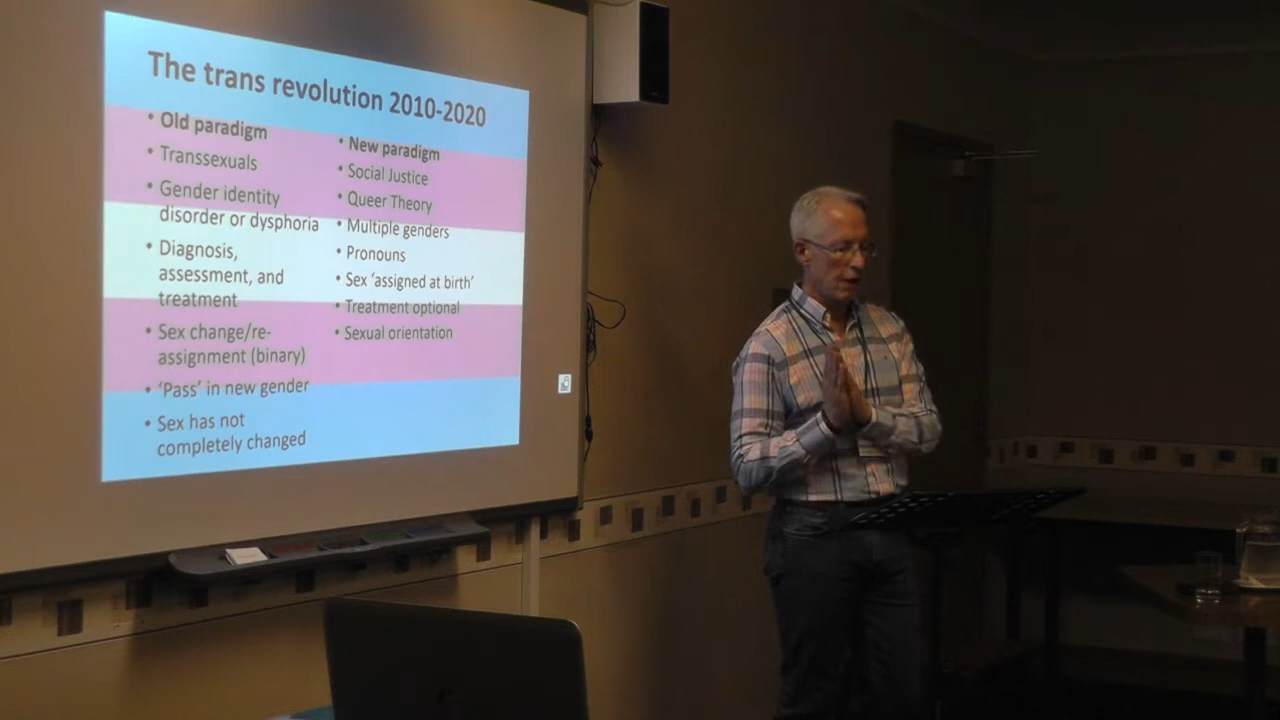 The trans revolution 2010-2020
• Old paradigm
• Transsexuals
• Gender identity
disorder or dysphoria
• Diagnosis,
assessment, and
treatment
• Sex change/re-
assignment (binary)
• ‘Pass’ in new gender
• Sex has not
completely changed
• New paradigm
• Social Justice
• Queer Theory
• Multiple genders
• Pronouns
• Sex ‘assigned at birth’
• Treatment optional
• Sexual orientation